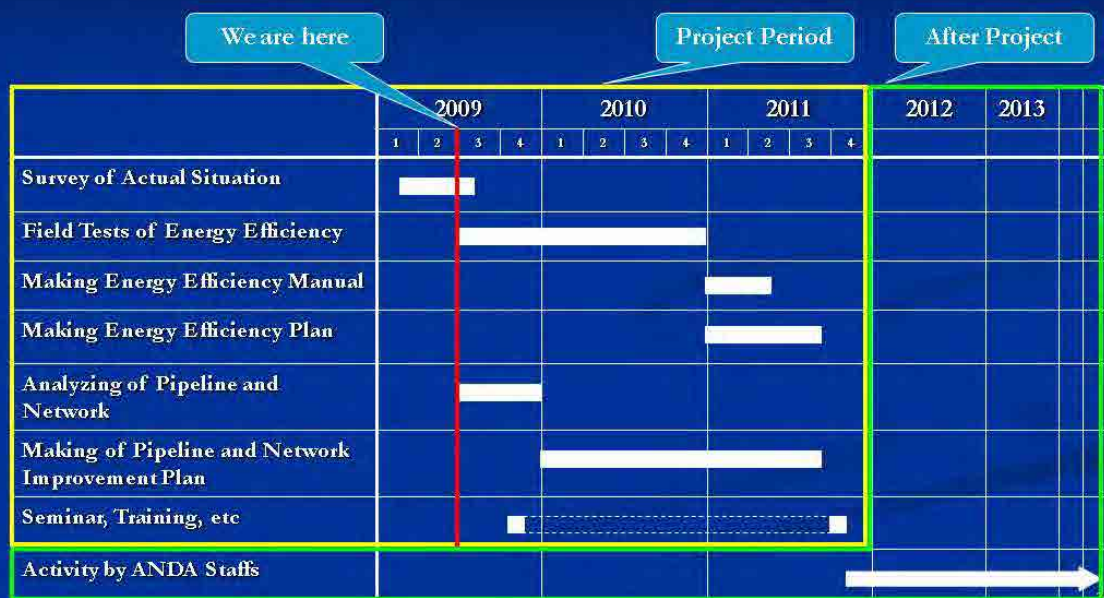 We are here
Project Period
After Project
2009 2010 2011 2012 2013
1 2 3 4 1 2 3 4 1 2 3 4
Survey of Actual Situation
Field Tests of Energy Efficiency
Making Energy Efficiency Manual
Making Energy Efficiency Plan
Analyzing of Pipeline and
Network
Making of Pipeline and Network
Improvement Plan
Seminar, Training, etc
Activity by ANDA Staffs